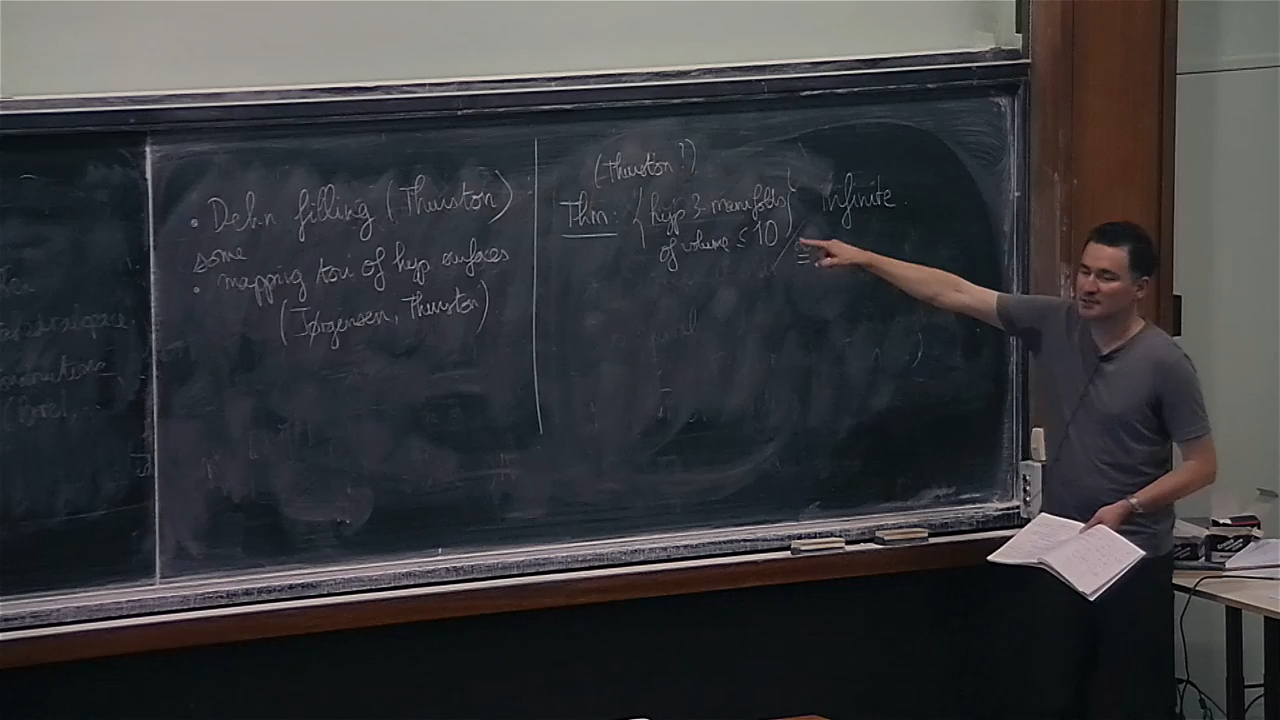 • Dehn filling (Thurston)
some
• mapping tori of hyp surfaces
(Jørgensen, Thurston)
(Thurston?)
Thm: { hyp 3-manifolds
of volume ≤ 10 } / infinite.